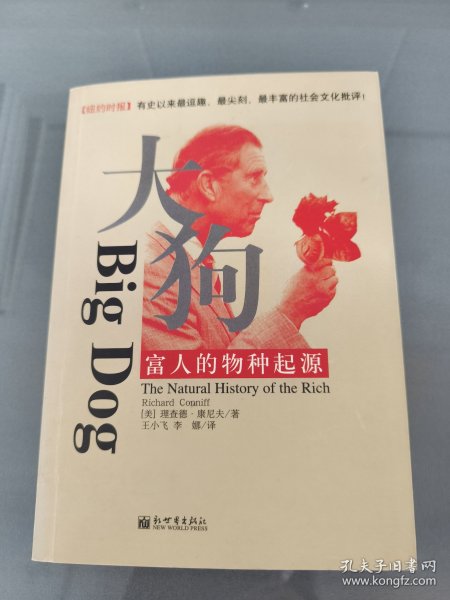 【纽约时报】有史以来最逗趣、最尖刻、最丰富的社会文化批评！
大狗
Big Dog
富人的物种起源
The Natural History of the Rich
Richard Conniff
［美］理查德·康尼夫/著
王小飞 李 娜/译
新世界出版社
NEW WORLD PRESS
孔夫子旧书网
www.kongfz.com